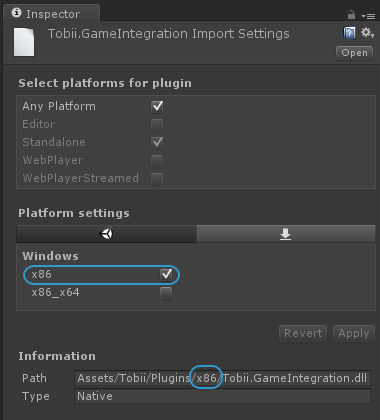 Inspector
Tobii.GameIntegration Import Settings
Open
Select platforms for plugin
Any Platform
Editor
Standalone
WebPlayer
WebPlayerStreamed
Platform settings
Windows
x86
x86_x64
Revert Apply
Information
Path Assets/Tobii/Plugins/x86/Tobii.GameIntegration.dll
Type Native